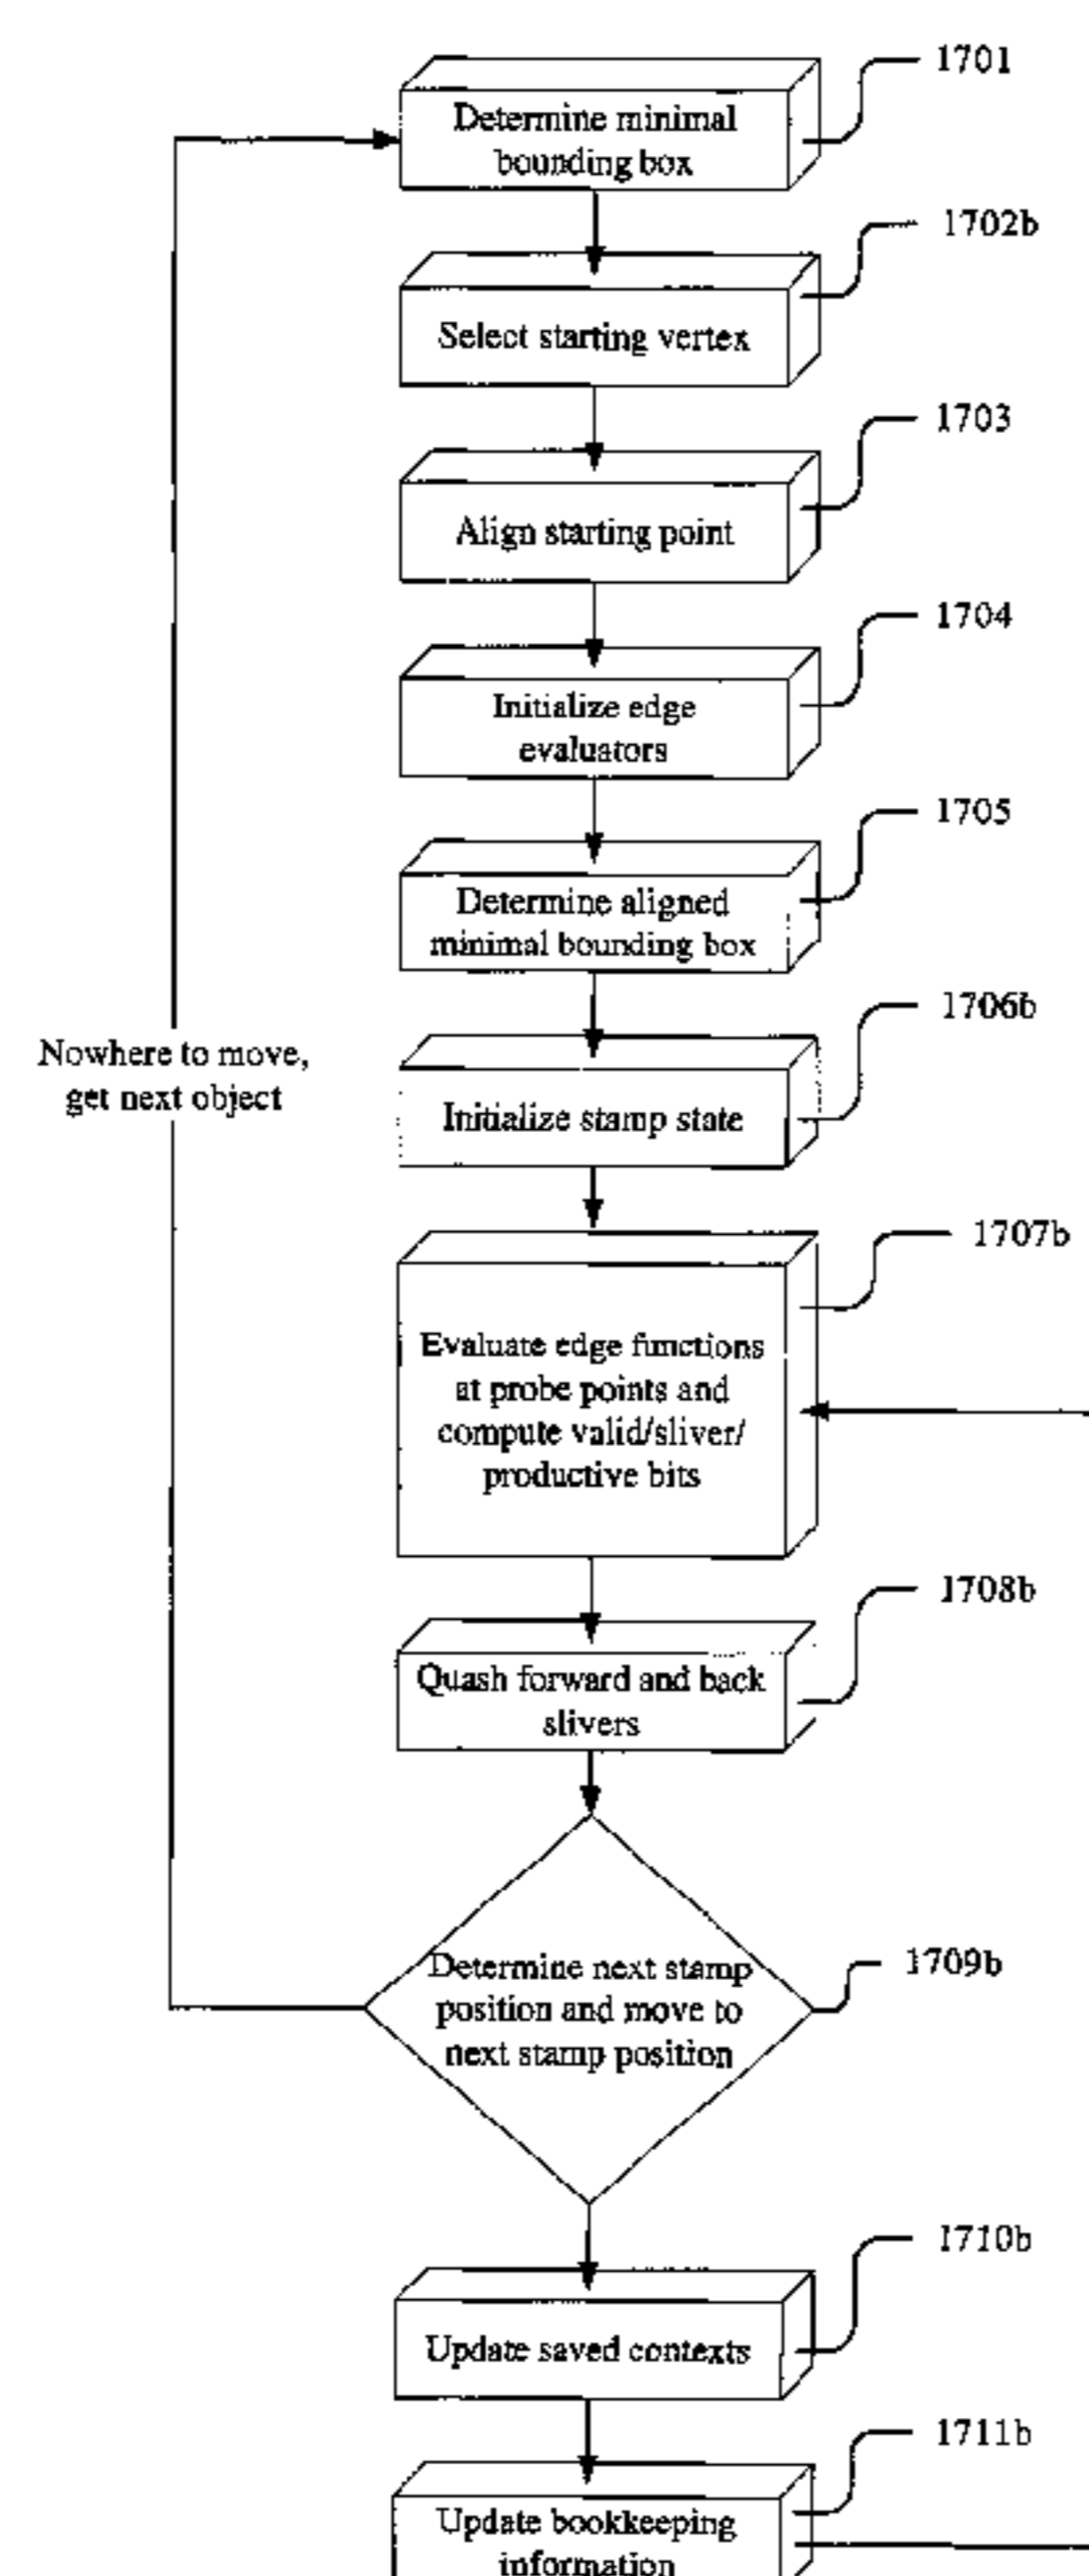 1701
Determine minimal
bounding box
1702b
Select starting vertex
1703
Align starting point
1704
Initialize edge
evaluators
1705
Determine aligned
minimal bounding box
1706b
Nowhere to move,
get next object
Initialize stamp state
1707b
Evaluate edge functions
at probe points and
compute valid/sliver/
productive bits
1708b
Quash forward and back
slivers
1709b
Determine next stamp
position and move to
next stamp position
1710b
Update saved contexts
1711b
Update bookkeeping
information